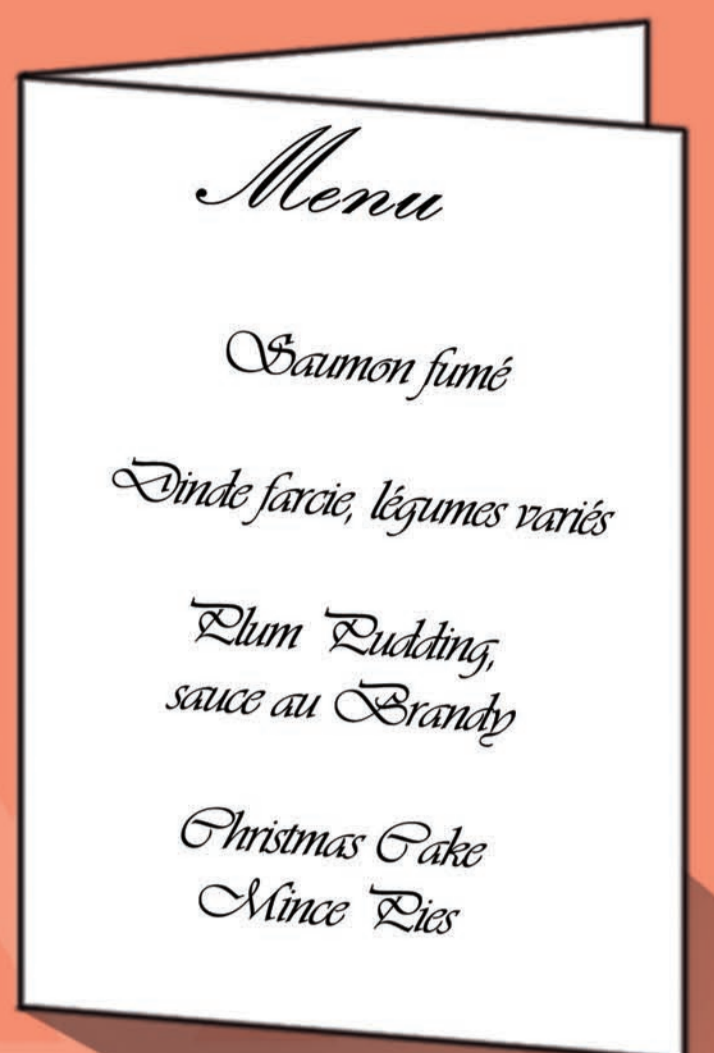 Menu
Saumon fumé
Dinde farcie, légumes variés
Plum Pudding,
sauce au Brandy
Christmas Cake
Mince Pies